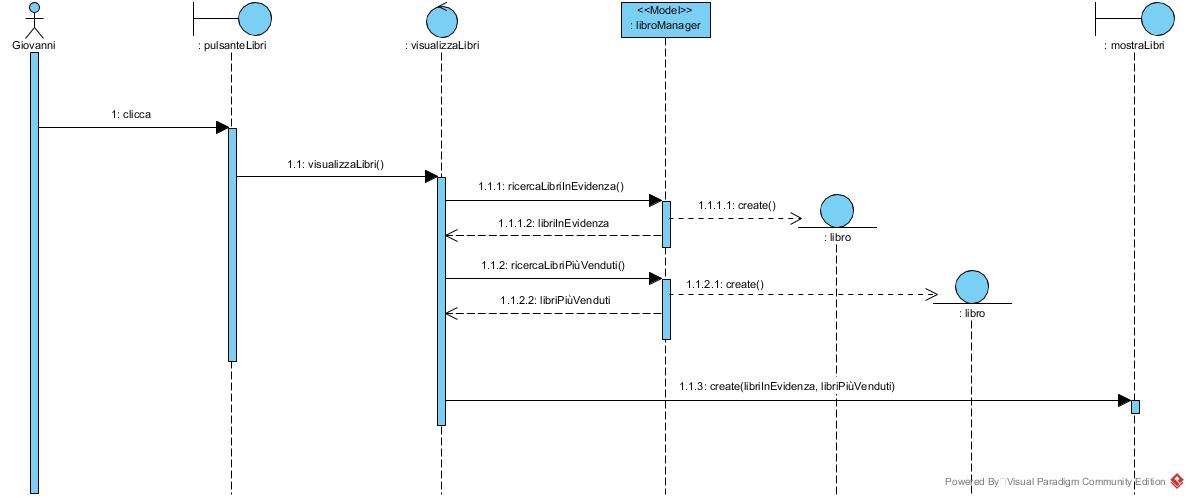 Giovanni
: pulsanteLibri
: visualizzaLibri
<<Model>>
: libroManager
: mostraLibri
1: clicca
1.1: visualizzaLibri()
1.1.1: ricercaLibriInEvidenza()
1.1.1.1: create()
1.1.1.2: libriInEvidenza
: libro
1.1.2: ricercaLibriPiùVenduti()
1.1.2.1: create()
1.1.2.2: libriPiùVenduti
: libro
1.1.3: create(libriInEvidenza, libriPiùVenduti)
Powered By Visual Paradigm Community Edition